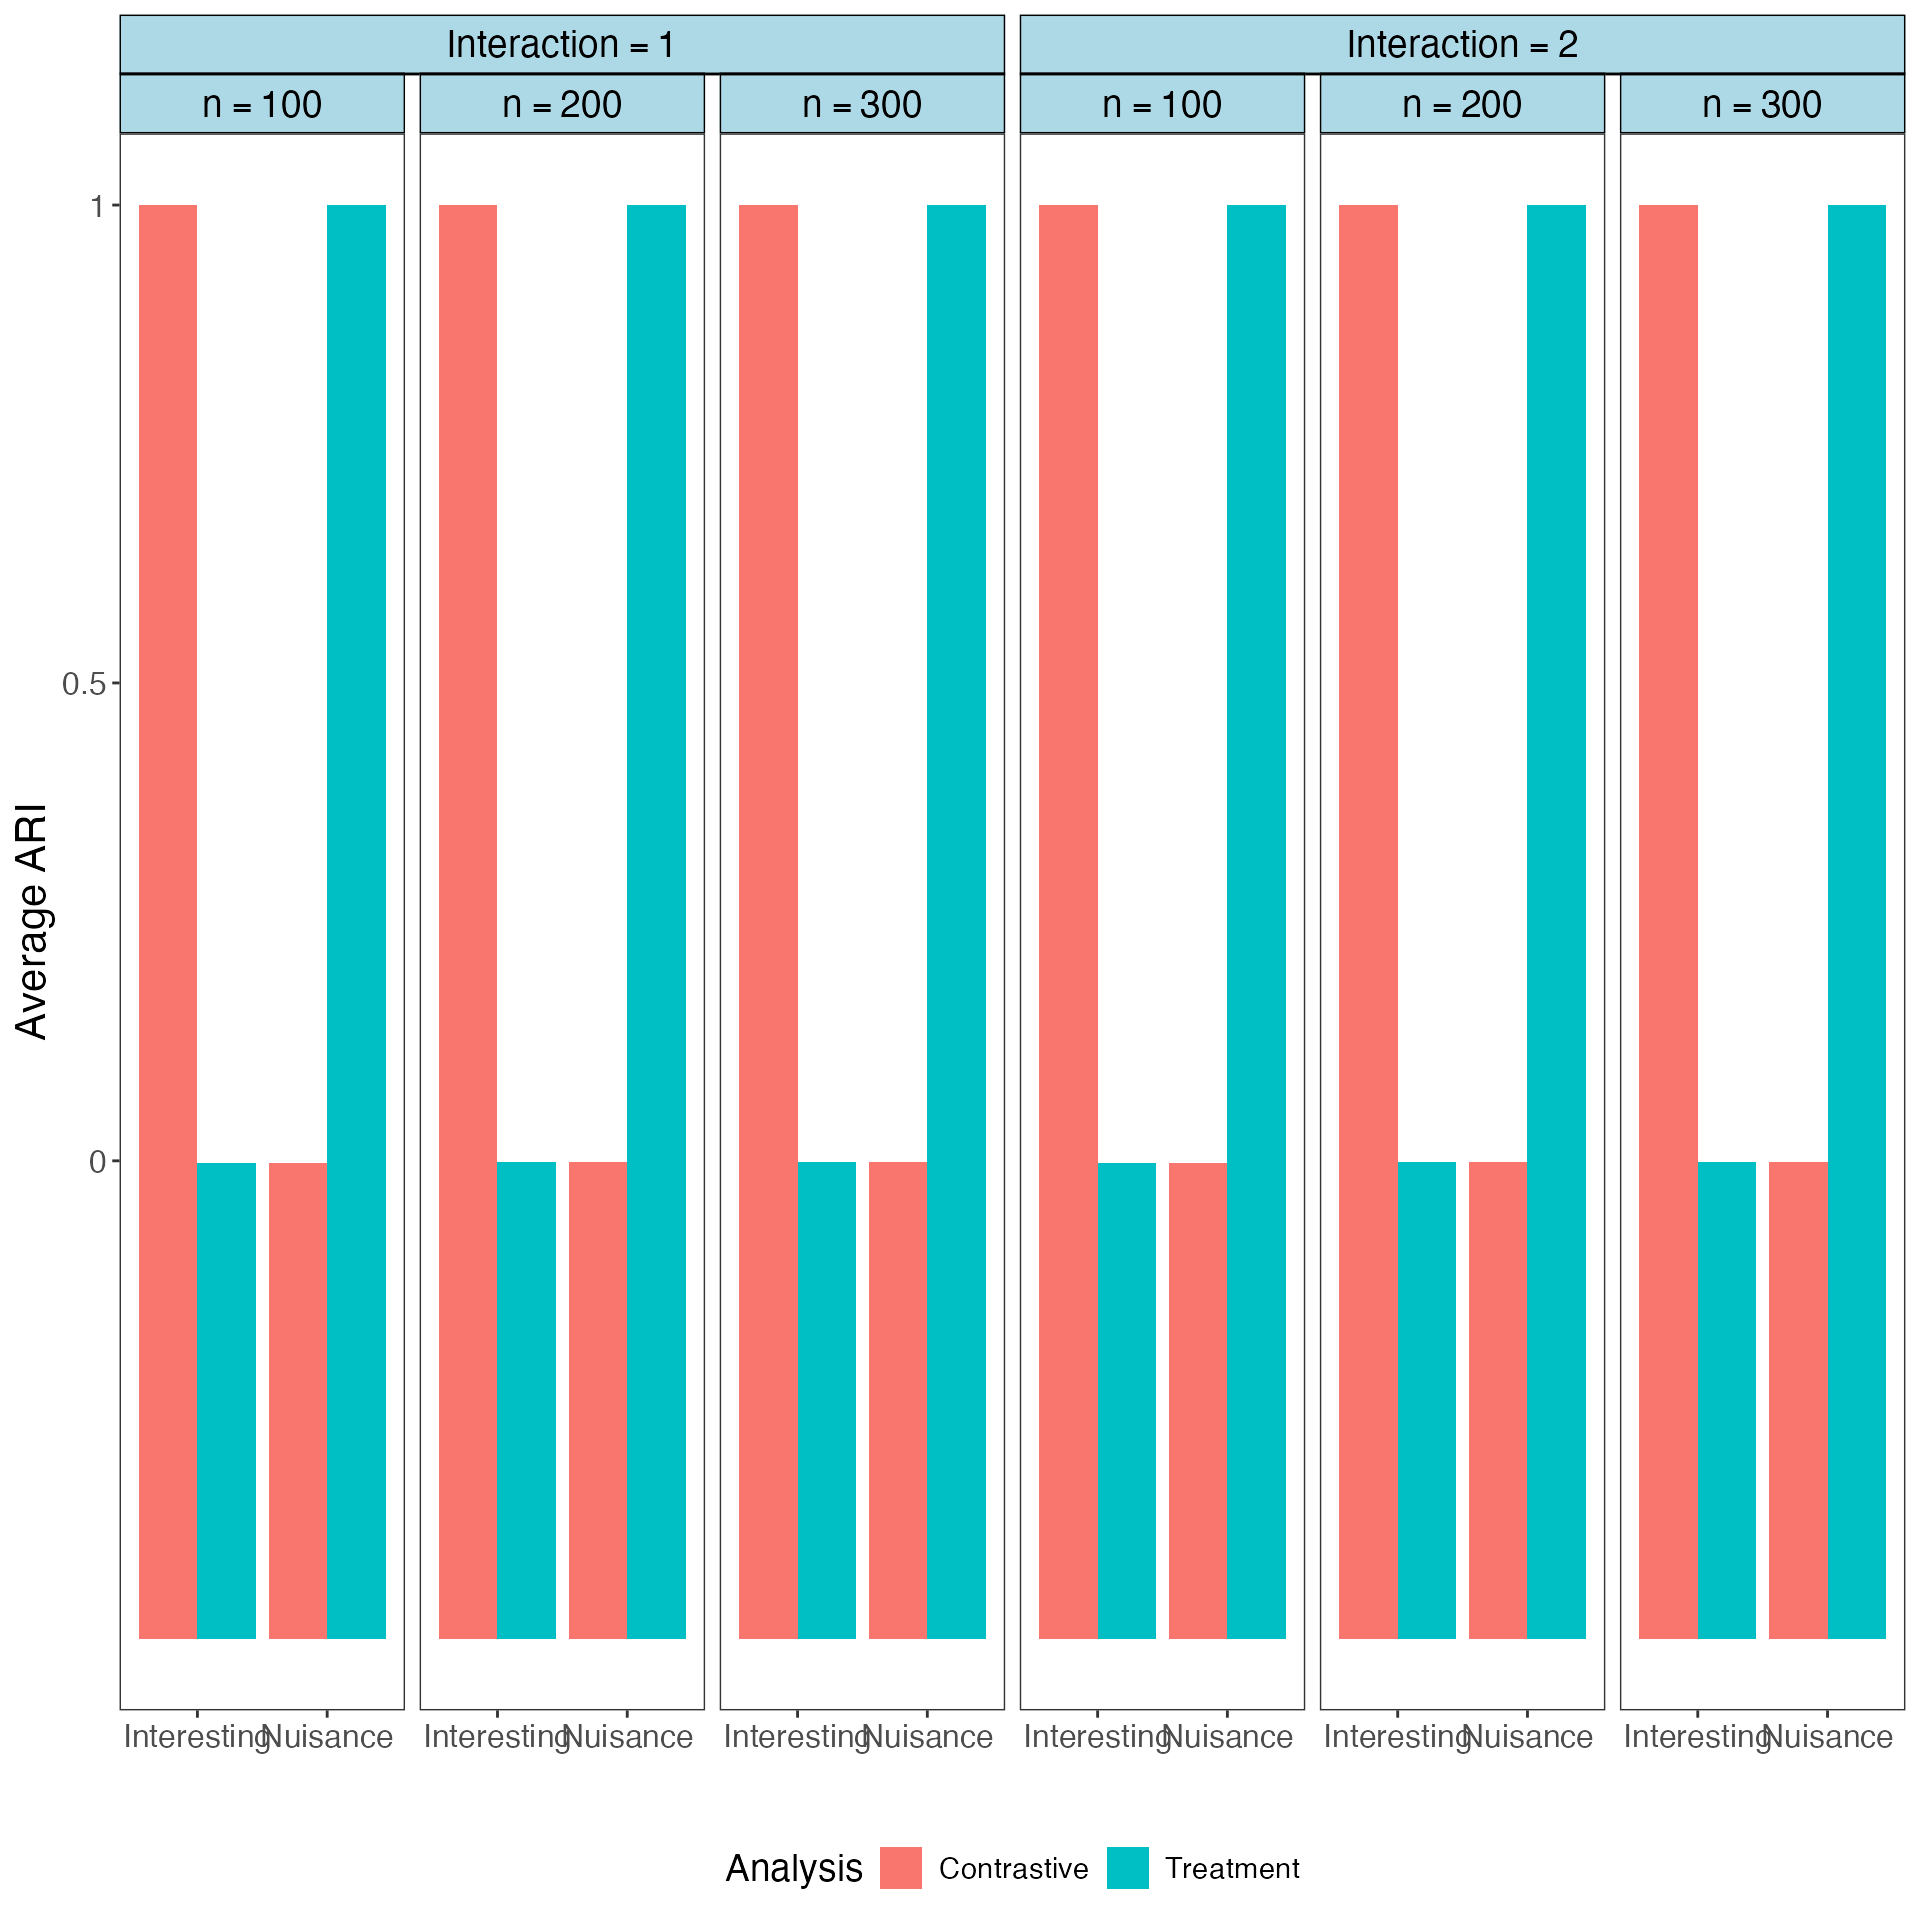 Interaction = 1 Interaction = 2
n = 100 n = 200 n = 300 n = 100 n = 200 n = 300
1
0.5
0
Average ARI
Interesting Nuisance Interesting Nuisance Interesting Nuisance Interesting Nuisance Interesting Nuisance Interesting Nuisance
Analysis Contrastive Treatment